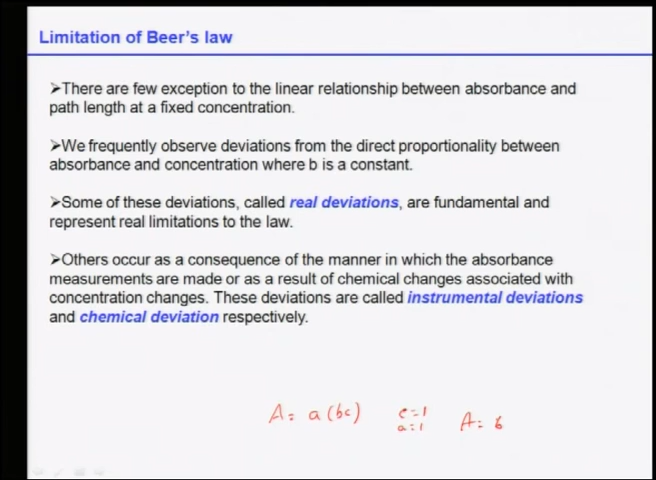 Limitation of Beer's law
➢There are few exception to the linear relationship between absorbance and
path length at a fixed concentration.
➢We frequently observe deviations from the direct proportionality between
absorbance and concentration where b is a constant.
➢Some of these deviations, called real deviations, are fundamental and
represent real limitations to the law.
➢Others occur as a consequence of the manner in which the absorbance
measurements are made or as a result of chemical changes associated with
concentration changes. These deviations are called instrumental deviations
and chemical deviation respectively.
A = a(bc) c=1 A = b
a=1